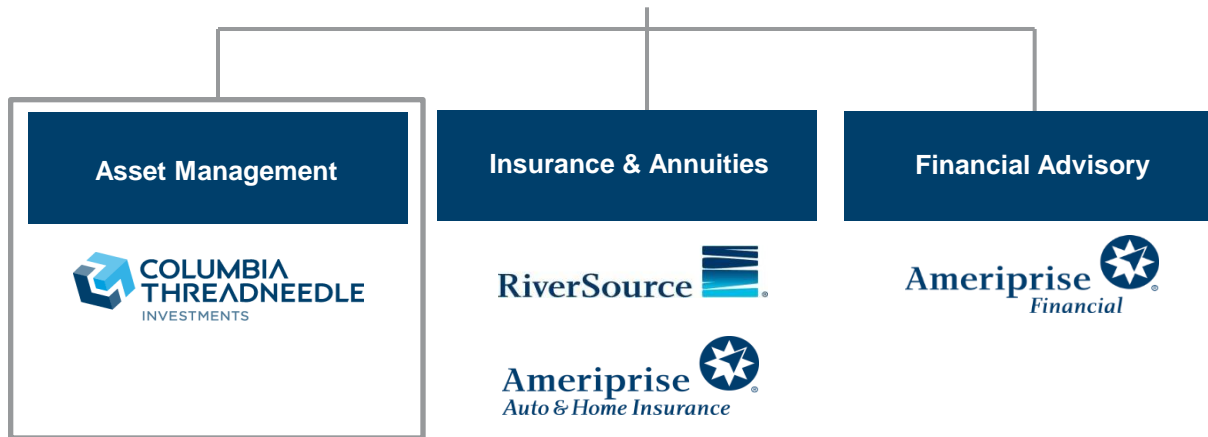 Asset Management
Insurance & Annuities
Financial Advisory
COLUMBIA
THREADNEEDLE
INVESTMENTS
RiverSource ®
Ameriprise ®
Auto & Home Insurance
Ameriprise ®
Financial